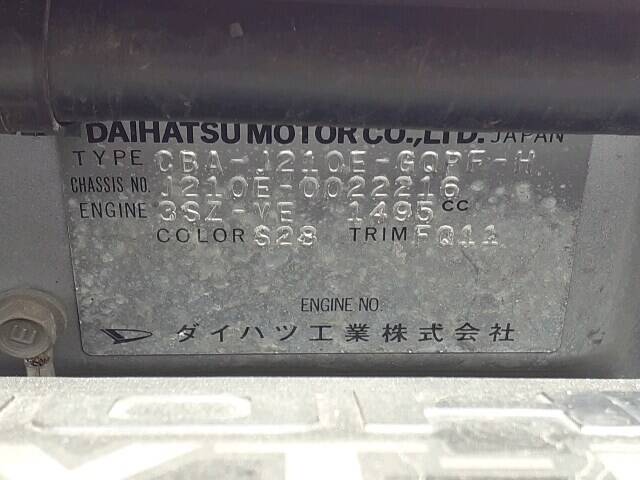 DAIHATSU MOTOR CO.,LTD. JAPAN
TYPE CBA-J210E-GQPF-H
CHASSIS NO. J210E-0022216
ENGINE 3SZ-VE 1495 CC
COLOR S28 TRIM FQ11
ENGINE NO.
ダイハツ工業株式会社